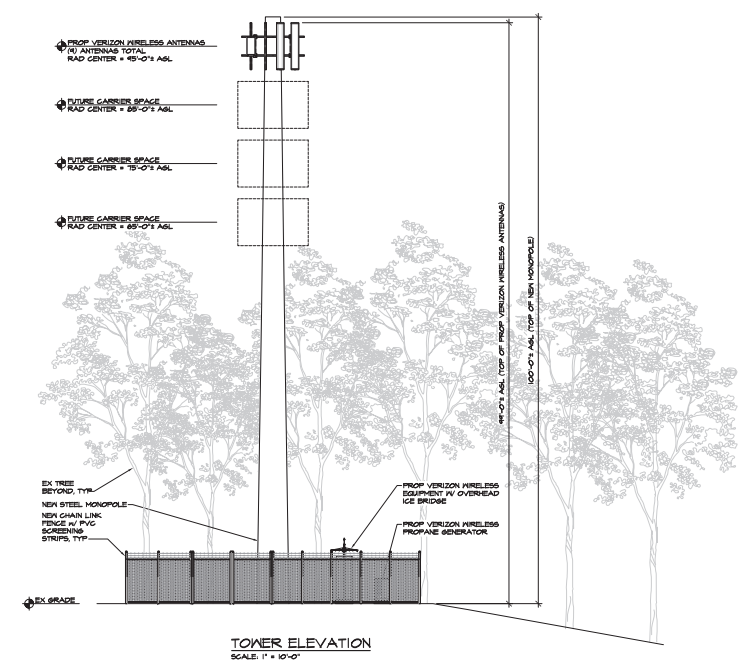 PROP VERIZON WIRELESS ANTENNAS
(9) ANTENNAS TOTAL
RAD CENTER = 95'-0"± AGL
FUTURE CARRIER SPACE
RAD CENTER = 85'-0"± AGL
FUTURE CARRIER SPACE
RAD CENTER = 75'-0"± AGL
FUTURE CARRIER SPACE
RAD CENTER = 65'-0"± AGL
99'-0"± AGL (TOP OF PROP VERIZON WIRELESS ANTENNAS)
100'-0"± AGL (TOP OF NEW MONOPOLE)
EX TREE
BEYOND, TYP
NEW STEEL MONOPOLE
NEW CHAIN LINK
FENCE W/ PVC
SCREENING
STRIPS, TYP
PROP VERIZON WIRELESS
EQUIPMENT W/ OVERHEAD
ICE BRIDGE
PROP VERIZON WIRELESS
PROPANE GENERATOR
EX GRADE
TOWER ELEVATION
SCALE: 1" = 10'-0"